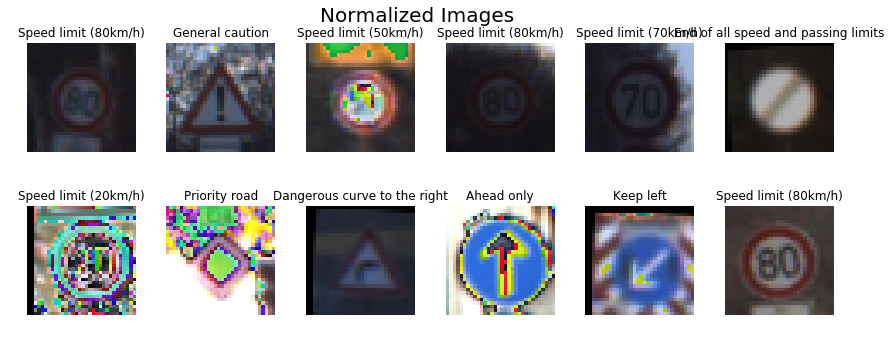 Normalized Images
Speed limit (80km/h)
General caution
Speed limit (50km/h)
Speed limit (80km/h)
Speed limit (70km/h)
End of all speed and passing limits
80
80
70
Speed limit (20km/h)
Priority road
Dangerous curve to the right
Ahead only
Keep left
Speed limit (80km/h)
80